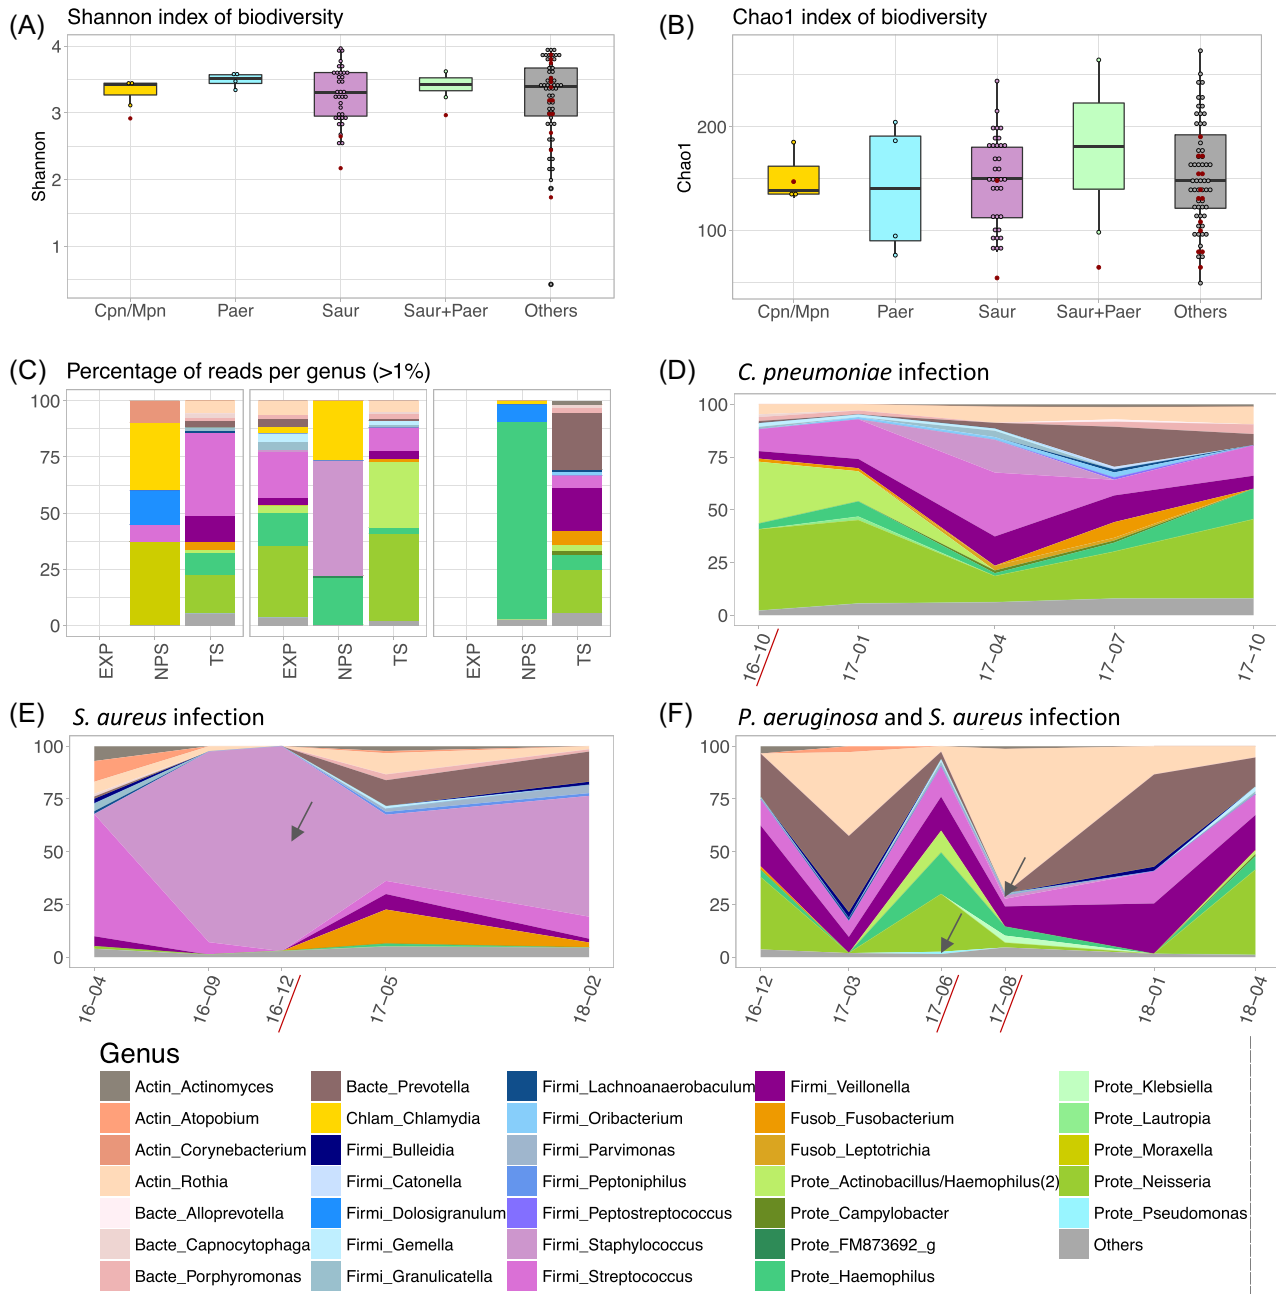 (A) Shannon index of biodiversity
Shannon
4
3
2
1
Cpn/Mpn Paer Saur Saur+Paer Others
(B) Chao1 index of biodiversity
Chao1
200
100
Cpn/Mpn Paer Saur Saur+Paer Others
(C) Percentage of reads per genus (>1%)
100
75
50
25
0
EXP NPS TS EXP NPS TS EXP NPS TS
(D) C. pneumoniae infection
100
75
50
25
0
16–10 17–01 17–04 17–07 17–10
(E) S. aureus infection
100
75
50
25
0
16–04 16–09 16–12 17–05 18–02
(F) P. aeruginosa and S. aureus infection
100
75
50
25
0
16–12 17–03 17–06 17–08 18–01 18–04
Genus
Actin_Actinomyces
Actin_Atopobium
Actin_Corynebacterium
Actin_Rothia
Bacte_Alloprevotella
Bacte_Capnocytophaga
Bacte_Porphyromonas
Bacte_Prevotella
Chlam_Chlamydia
Firmi_Bulleidia
Firmi_Catonella
Firmi_Dolosigranulum
Firmi_Gemella
Firmi_Granulicatella
Firmi_Lachnoanaerobaculum
Firmi_Oribacterium
Firmi_Parvimonas
Firmi_Peptoniphilus
Firmi_Peptostreptococcus
Firmi_Staphylococcus
Firmi_Streptococcus
Firmi_Veillonella
Fusob_Fusobacterium
Fusob_Leptotrichia
Prote_Actinobacillus/Haemophilus(2)
Prote_Campylobacter
Prote_FM873692_g
Prote_Haemophilus
Prote_Klebsiella
Prote_Lautropia
Prote_Moraxella
Prote_Neisseria
Prote_Pseudomonas
Others